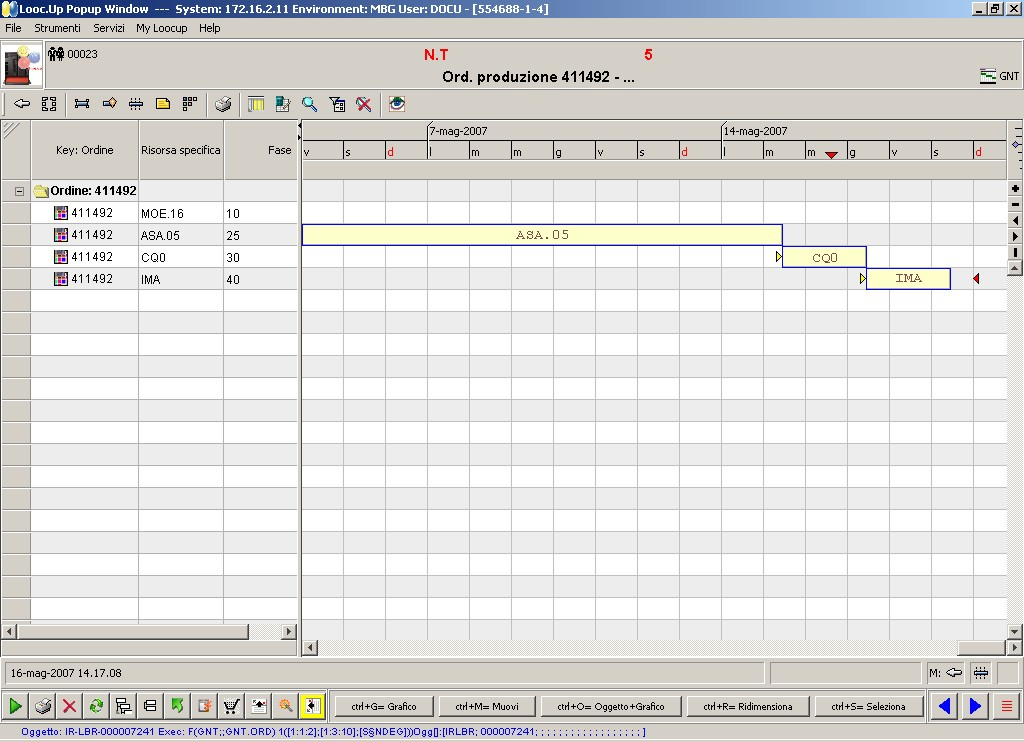 Looc.Up Popup Window --- System: 172.16.2.11 Environment: MBG User: DOCU - [554688-1-4]
File Strumenti Servizi My Loocup Help
00023
N.T 5
Ord. produzione 411492 - ...
GNT
7-mag-2007 14-mag-2007
Key: Ordine Risorsa specifica Fase
v s d l m m g v s d l m m g v s d
Ordine: 411492
411492 MOE.16 10
411492 ASA.05 25 ASA.05
411492 CQ0 30 CQ0
411492 IMA 40 IMA
16-mag-2007 14.17.08
M:
ctrl+G= Grafico ctrl+M= Muovi ctrl+O= Oggetto+Grafico ctrl+R= Ridimensiona ctrl+S= Seleziona
Oggetto: IR-LBR-000007241 Exec: F(GNT;;GNT.ORD) 1([1:1:2];[1:3:10];[S§NDEG]))Ogg[]:[IRLBR; 000007241; ; ; ; ; ; ; ; ; ; ; ; ; ; ; ; ; ; ]